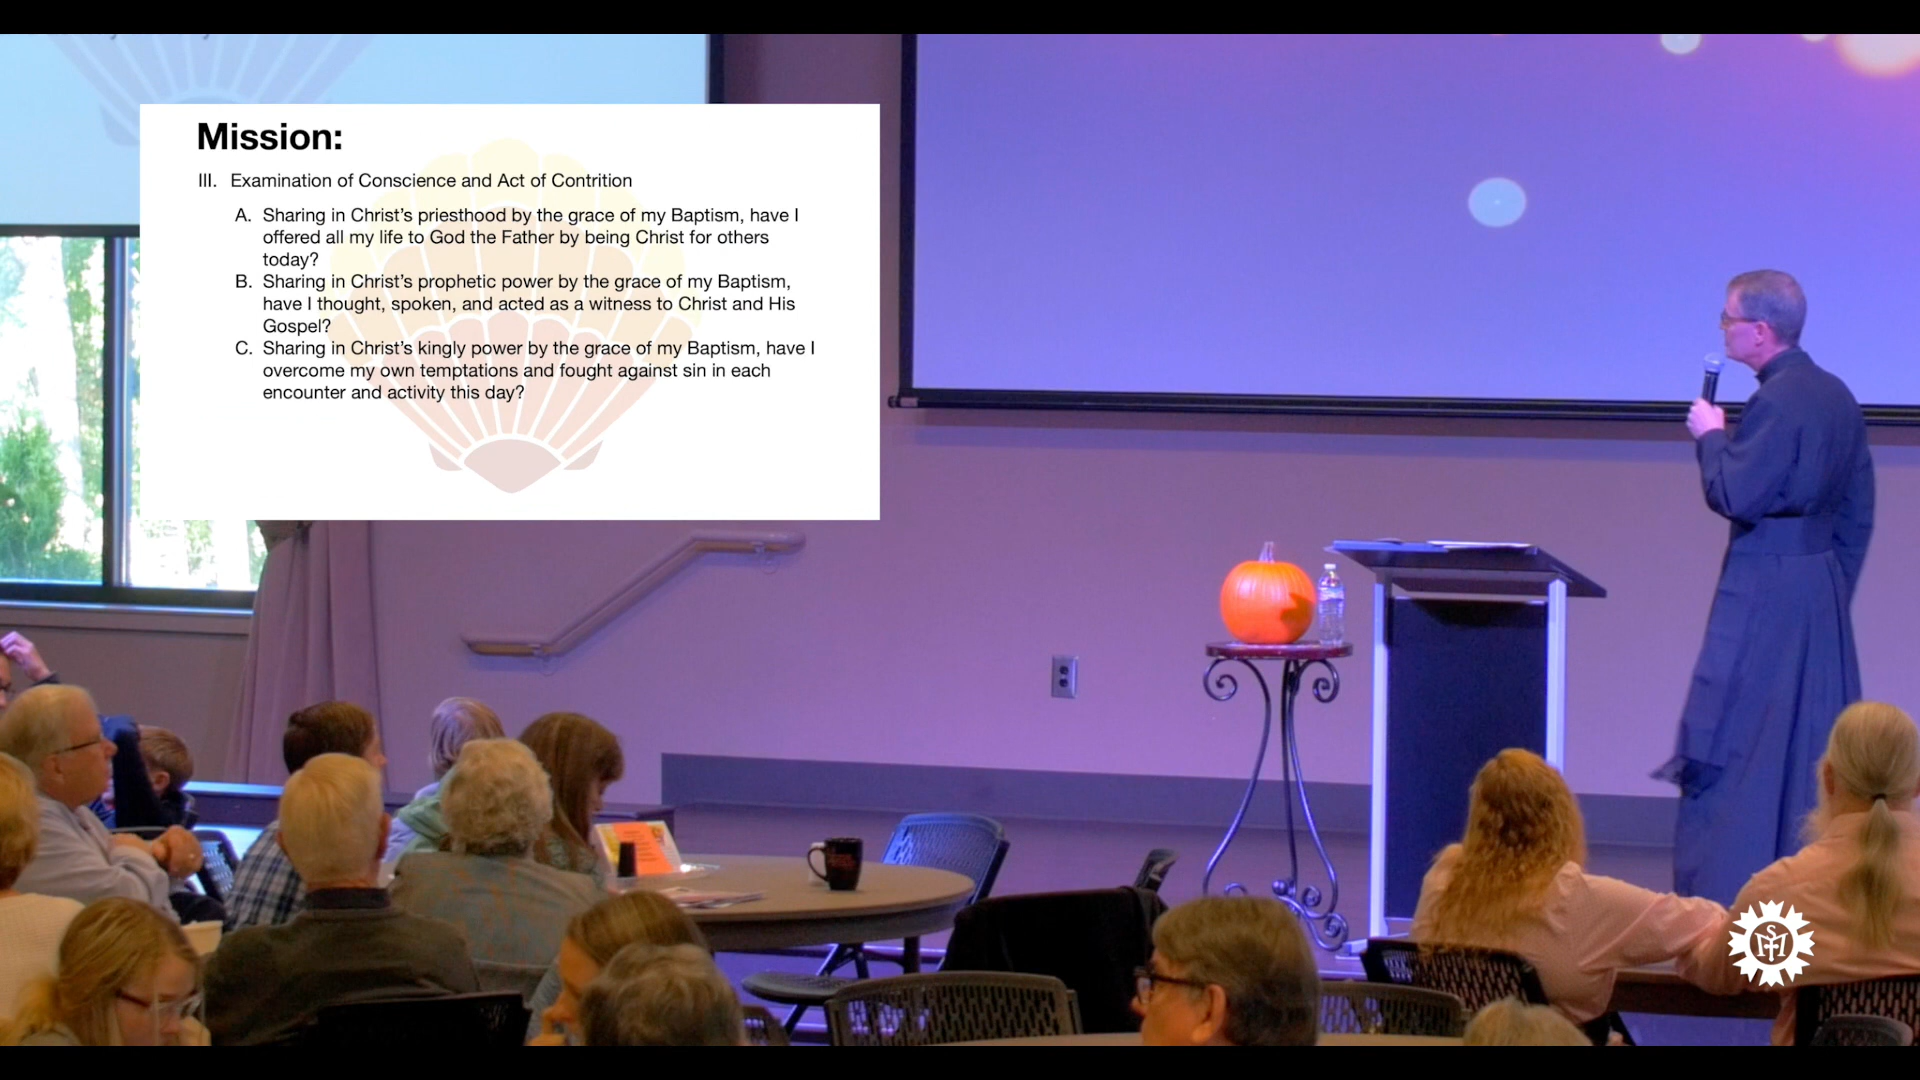 Mission:
III. Examination of Conscience and Act of Contrition
A. Sharing in Christ’s priesthood by the grace of my Baptism, have I
offered all my life to God the Father by being Christ for others
today?
B. Sharing in Christ’s prophetic power by the grace of my Baptism,
have I thought, spoken, and acted as a witness to Christ and His
Gospel?
C. Sharing in Christ’s kingly power by the grace of my Baptism, have I
overcome my own temptations and fought against sin in each
encounter and activity this day?